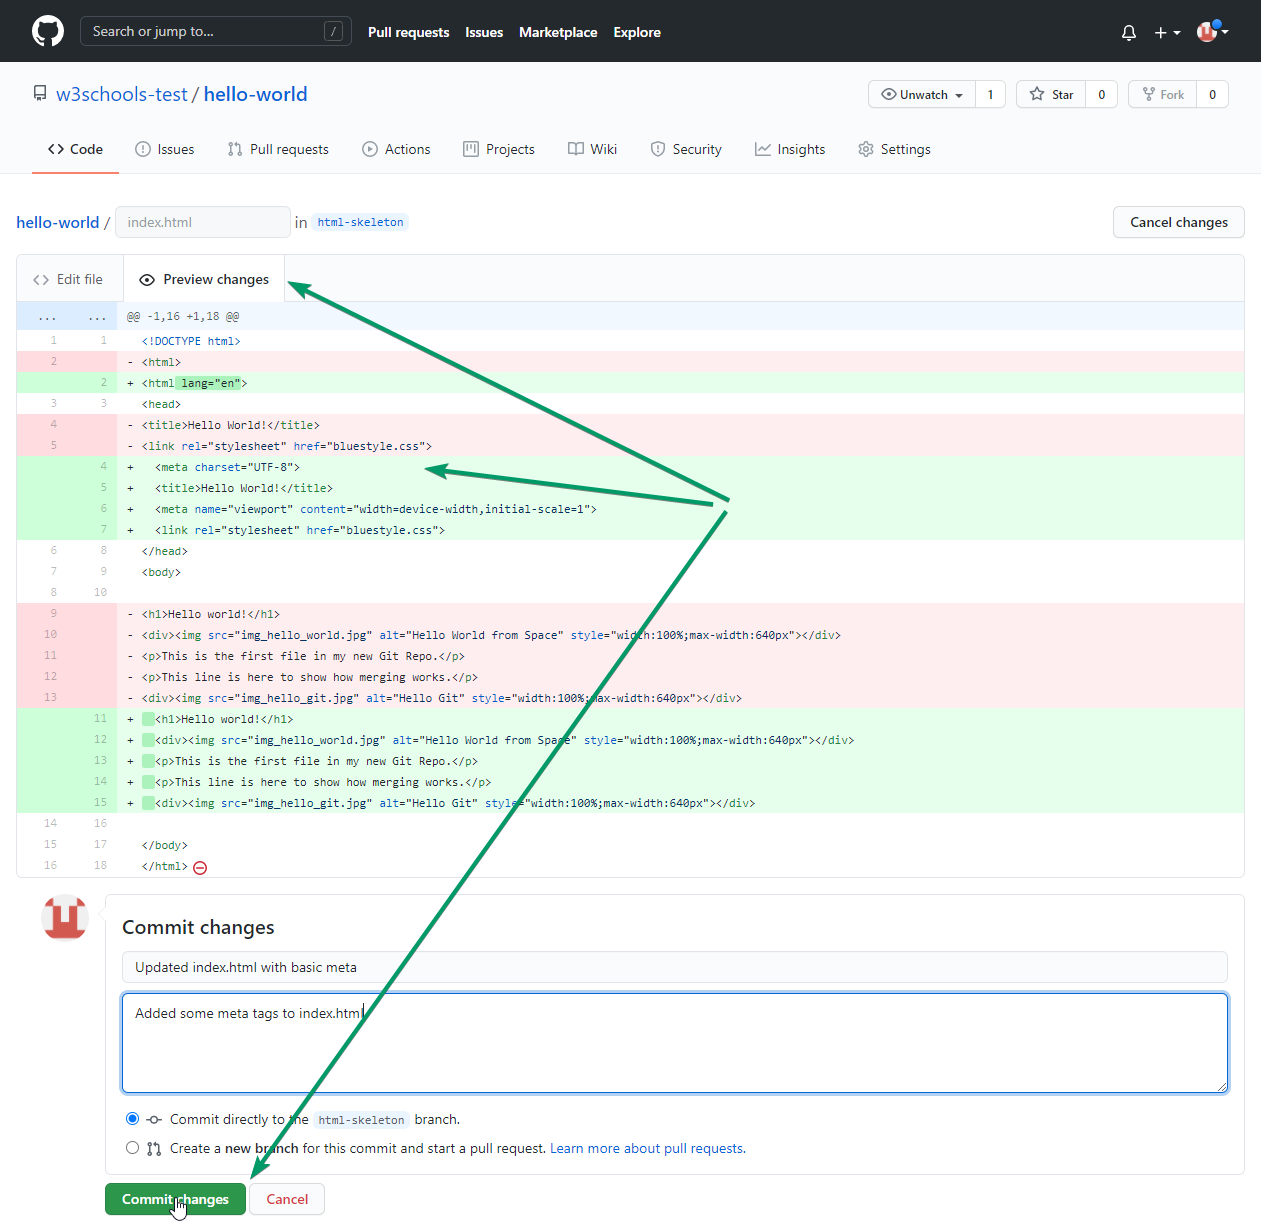 Search or jump to... /
Pull requests Issues Marketplace Explore
w3schools-test / hello-world
Unwatch 1 Star 0 Fork 0
Code Issues Pull requests Actions Projects Wiki Security Insights Settings
hello-world / index.html in html-skeleton
Cancel changes
Edit file Preview changes
... ... @@ -1,16 +1,18 @@
1 1 <!DOCTYPE html>
2 - <html>
2 + <html lang="en">
3 3 <head>
4 - <title>Hello World!</title>
5 - <link rel="stylesheet" href="bluestyle.css">
4 + <meta charset="UTF-8">
5 + <title>Hello World!</title>
6 + <meta name="viewport" content="width=device-width,initial-scale=1">
7 + <link rel="stylesheet" href="bluestyle.css">
6 8 </head>
7 9 <body>
8 10
9 - <h1>Hello world!</h1>
10 - <div><img src="img_hello_world.jpg" alt="Hello World from Space" style="width:100%;max-width:640px"></div>
11 - <p>This is the first file in my new Git Repo.</p>
12 - <p>This line is here to show how merging works.</p>
13 - <div><img src="img_hello_git.jpg" alt="Hello Git" style="width:100%;max-width:640px"></div>
11 + <h1>Hello world!</h1>
12 + <div><img src="img_hello_world.jpg" alt="Hello World from Space" style="width:100%;max-width:640px"></div>
13 + <p>This is the first file in my new Git Repo.</p>
14 + <p>This line is here to show how merging works.</p>
15 + <div><img src="img_hello_git.jpg" alt="Hello Git" style="width:100%;max-width:640px"></div>
14 16
15 17 </body>
16 18 </html>
Commit changes
Updated index.html with basic meta
Added some meta tags to index.html
Commit directly to the html-skeleton branch.
Create a new branch for this commit and start a pull request. Learn more about pull requests.
Commit changes Cancel